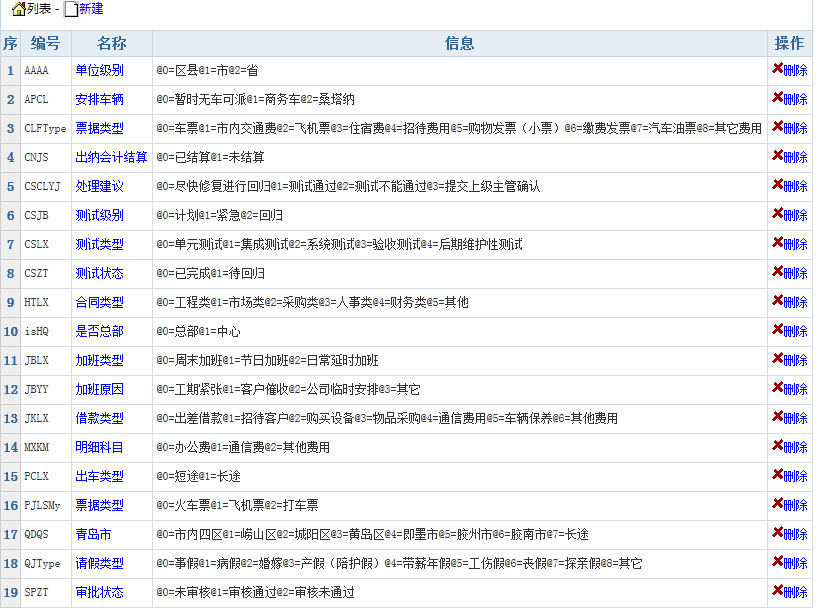 列表 - 新建
序 编号 名称 信息 操作
1 AAAA 单位级别 @0=区县@1=市@2=省 删除
2 APCL 安排车辆 @0=暂时无车可派@1=商务车@2=桑塔纳 删除
3 CLFType 票据类型 @0=车票@1=市内交通费@2=飞机票@3=住宿费@4=招待费用@5=购物发票（小票）@6=缴费发票@7=汽车油票@8=其它费用 删除
4 CNJS 出纳会计结算 @0=已结算@1=未结算 删除
5 CSCLYJ 处理建议 @0=尽快修复进行回归@1=测试通过@2=测试不能通过@3=提交上级主管确认 删除
6 CSJB 测试级别 @0=计划@1=紧急@2=回归 删除
7 CSLX 测试类型 @0=单元测试@1=集成测试@2=系统测试@3=验收测试@4=后期维护性测试 删除
8 CSZT 测试状态 @0=已完成@1=待回归 删除
9 HTLX 合同类型 @0=工程类@1=市场类@2=采购类@3=人事类@4=财务类@5=其他 删除
10 isHQ 是否总部 @0=总部@1=中心 删除
11 JBLX 加班类型 @0=周末加班@1=节日加班@2=日常延时加班 删除
12 JBYY 加班原因 @0=工期紧张@1=客户催收@2=公司临时安排@3=其它 删除
13 JKLX 借款类型 @0=出差借款@1=招待客户@2=购买设备@3=物品采购@4=通信费用@5=车辆保养@6=其他费用 删除
14 MXKM 明细科目 @0=办公费@1=通信费@2=其他费用 删除
15 PCLX 出车类型 @0=短途@1=长途 删除
16 PJLSMy 票据类型 @0=火车票@1=飞机票@2=打车票 删除
17 QDQS 青岛市 @0=市内四区@1=崂山区@2=城阳区@3=黄岛区@4=即墨市@5=胶州市@6=胶南市@7=长途 删除
18 QJType 请假类型 @0=事假@1=病假@2=婚嫁@3=产假（陪护假）@4=带薪年假@5=工伤假@6=丧假@7=探亲假@8=其它 删除
19 SPZT 审批状态 @0=未审核@1=审核通过@2=审核未通过 删除